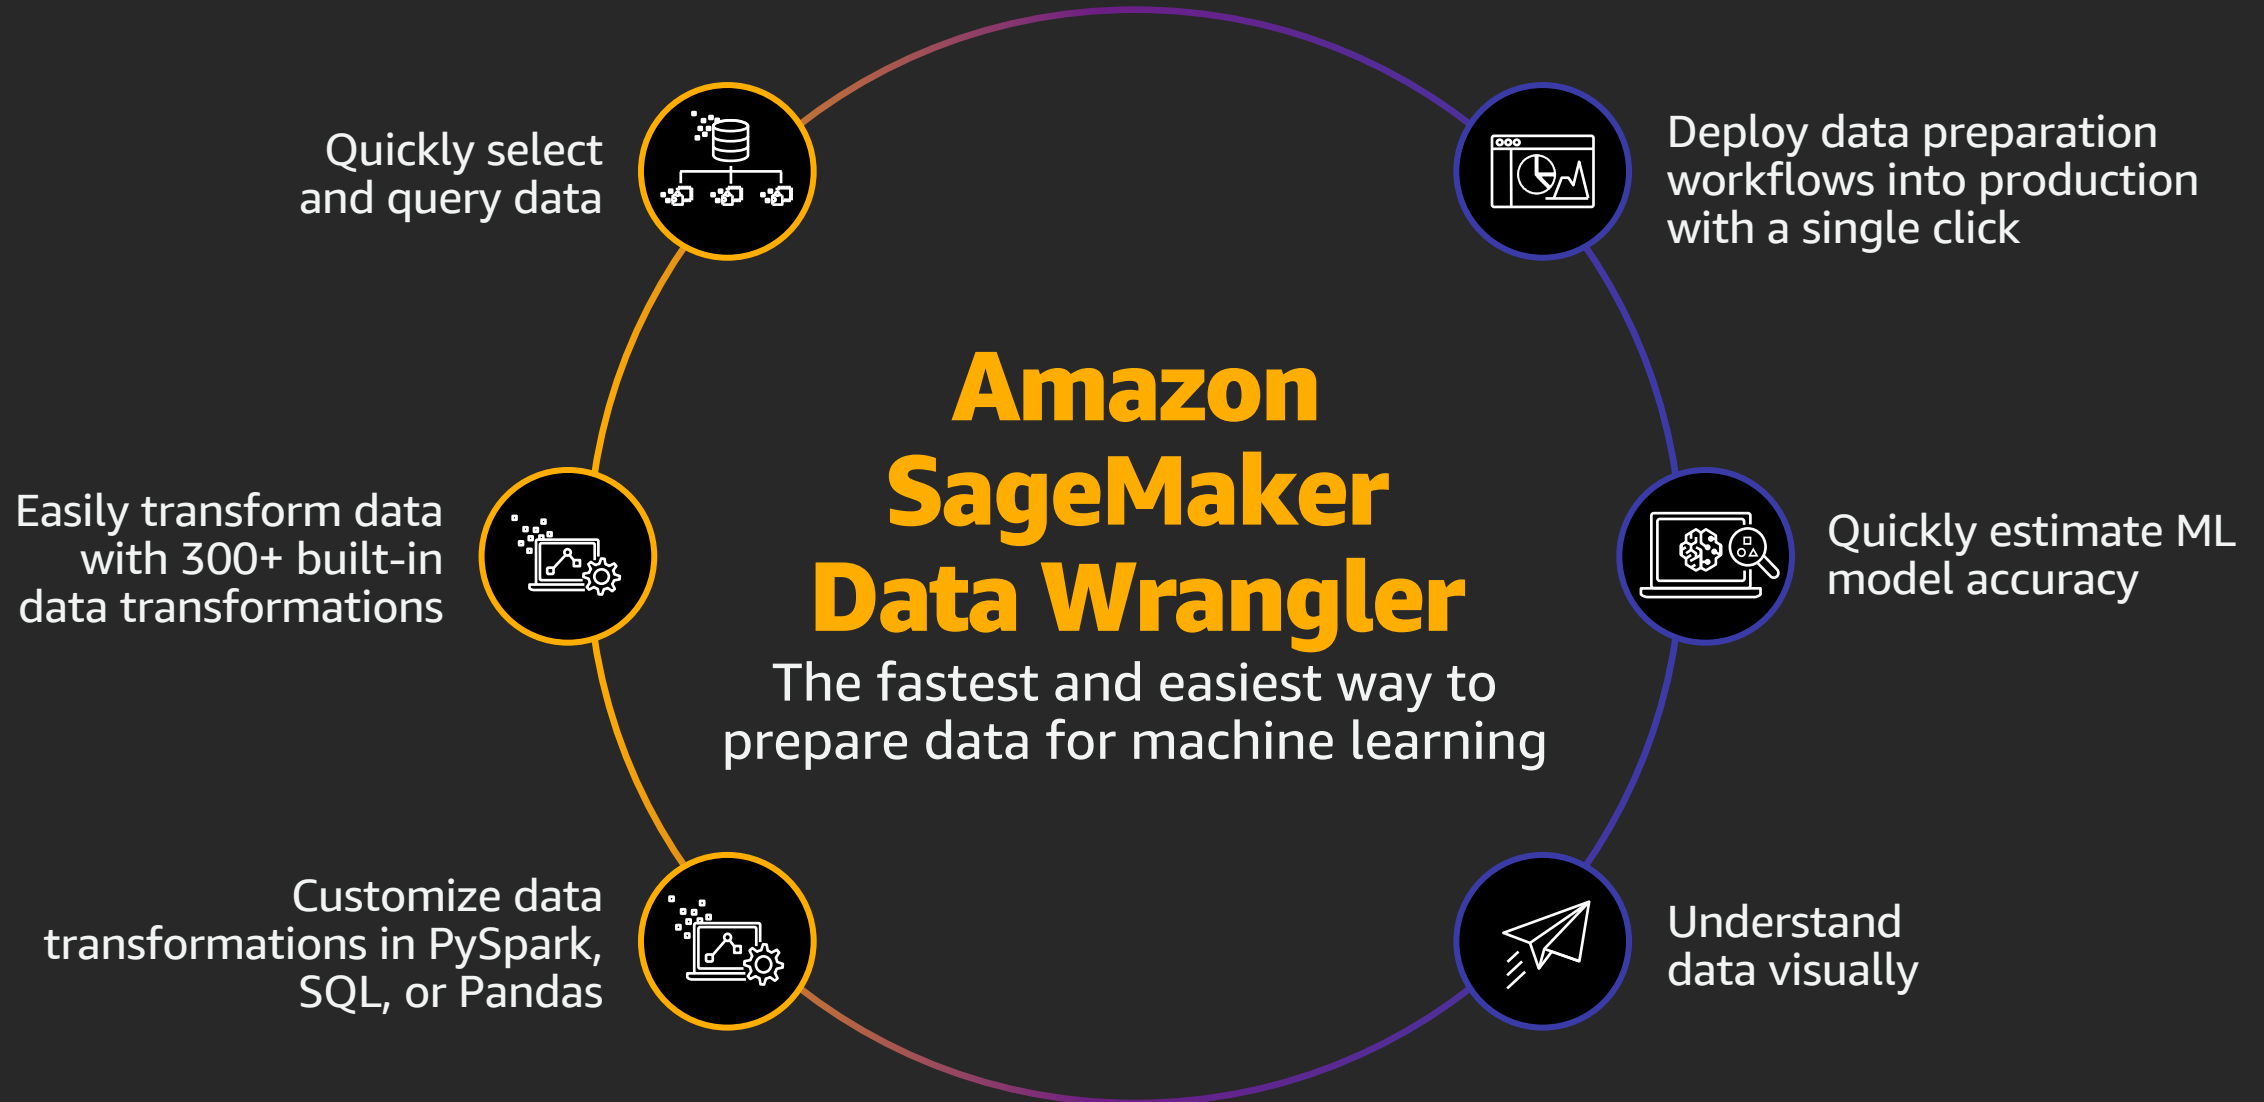 Quickly select
and query data
Easily transform data
with 300+ built-in
data transformations
Customize data
transformations in PySpark,
SQL, or Pandas
Amazon
SageMaker
Data Wrangler
The fastest and easiest way to
prepare data for machine learning
Deploy data preparation
workflows into production
with a single click
Quickly estimate ML
model accuracy
Understand
data visually